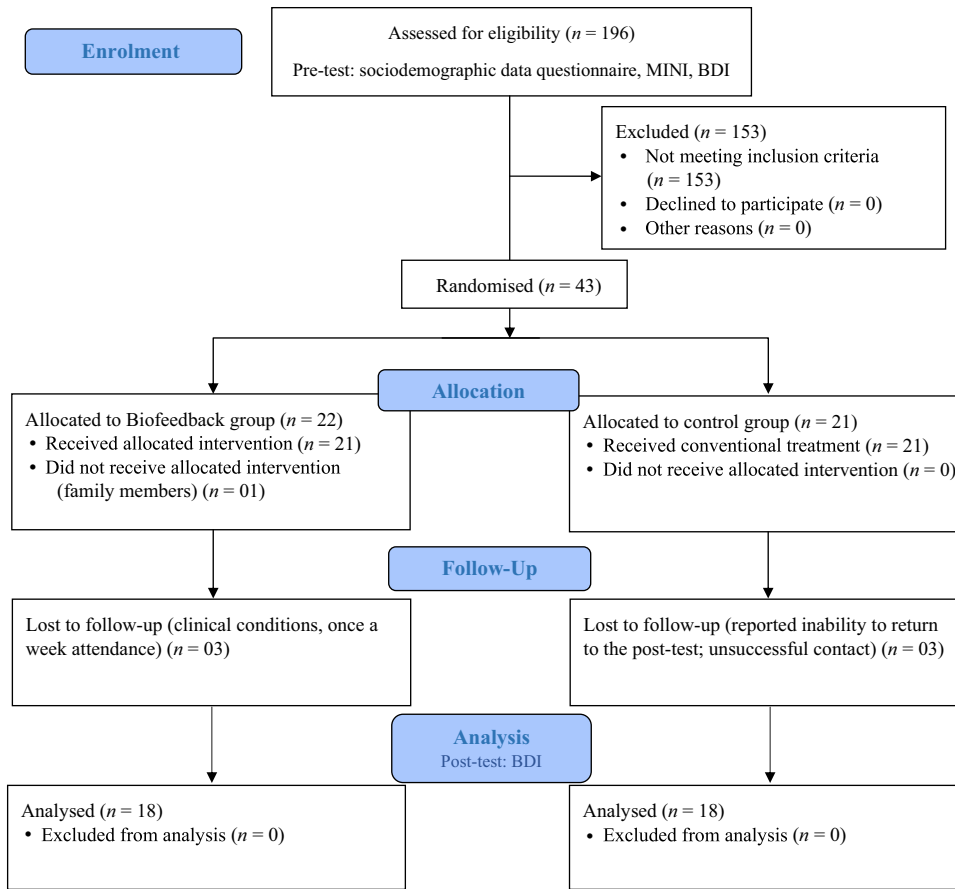 Enrolment
Assessed for eligibility (n = 196)
Pre-test: sociodemographic data questionnaire, MINI, BDI
Excluded (n = 153)
• Not meeting inclusion criteria
(n = 153)
• Declined to participate (n = 0)
• Other reasons (n = 0)
Randomised (n = 43)
Allocation
Allocated to Biofeedback group (n = 22)
• Received allocated intervention (n = 21)
• Did not receive allocated intervention
(family members) (n = 01)
Allocated to control group (n = 21)
• Received conventional treatment (n = 21)
• Did not receive allocated intervention (n = 0)
Follow-Up
Lost to follow-up (clinical conditions, once a
week attendance) (n = 03)
Lost to follow-up (reported inability to return
to the post-test; unsuccessful contact) (n = 03)
Analysis
Post-test: BDI
Analysed (n = 18)
• Excluded from analysis (n = 0)
Analysed (n = 18)
• Excluded from analysis (n = 0)